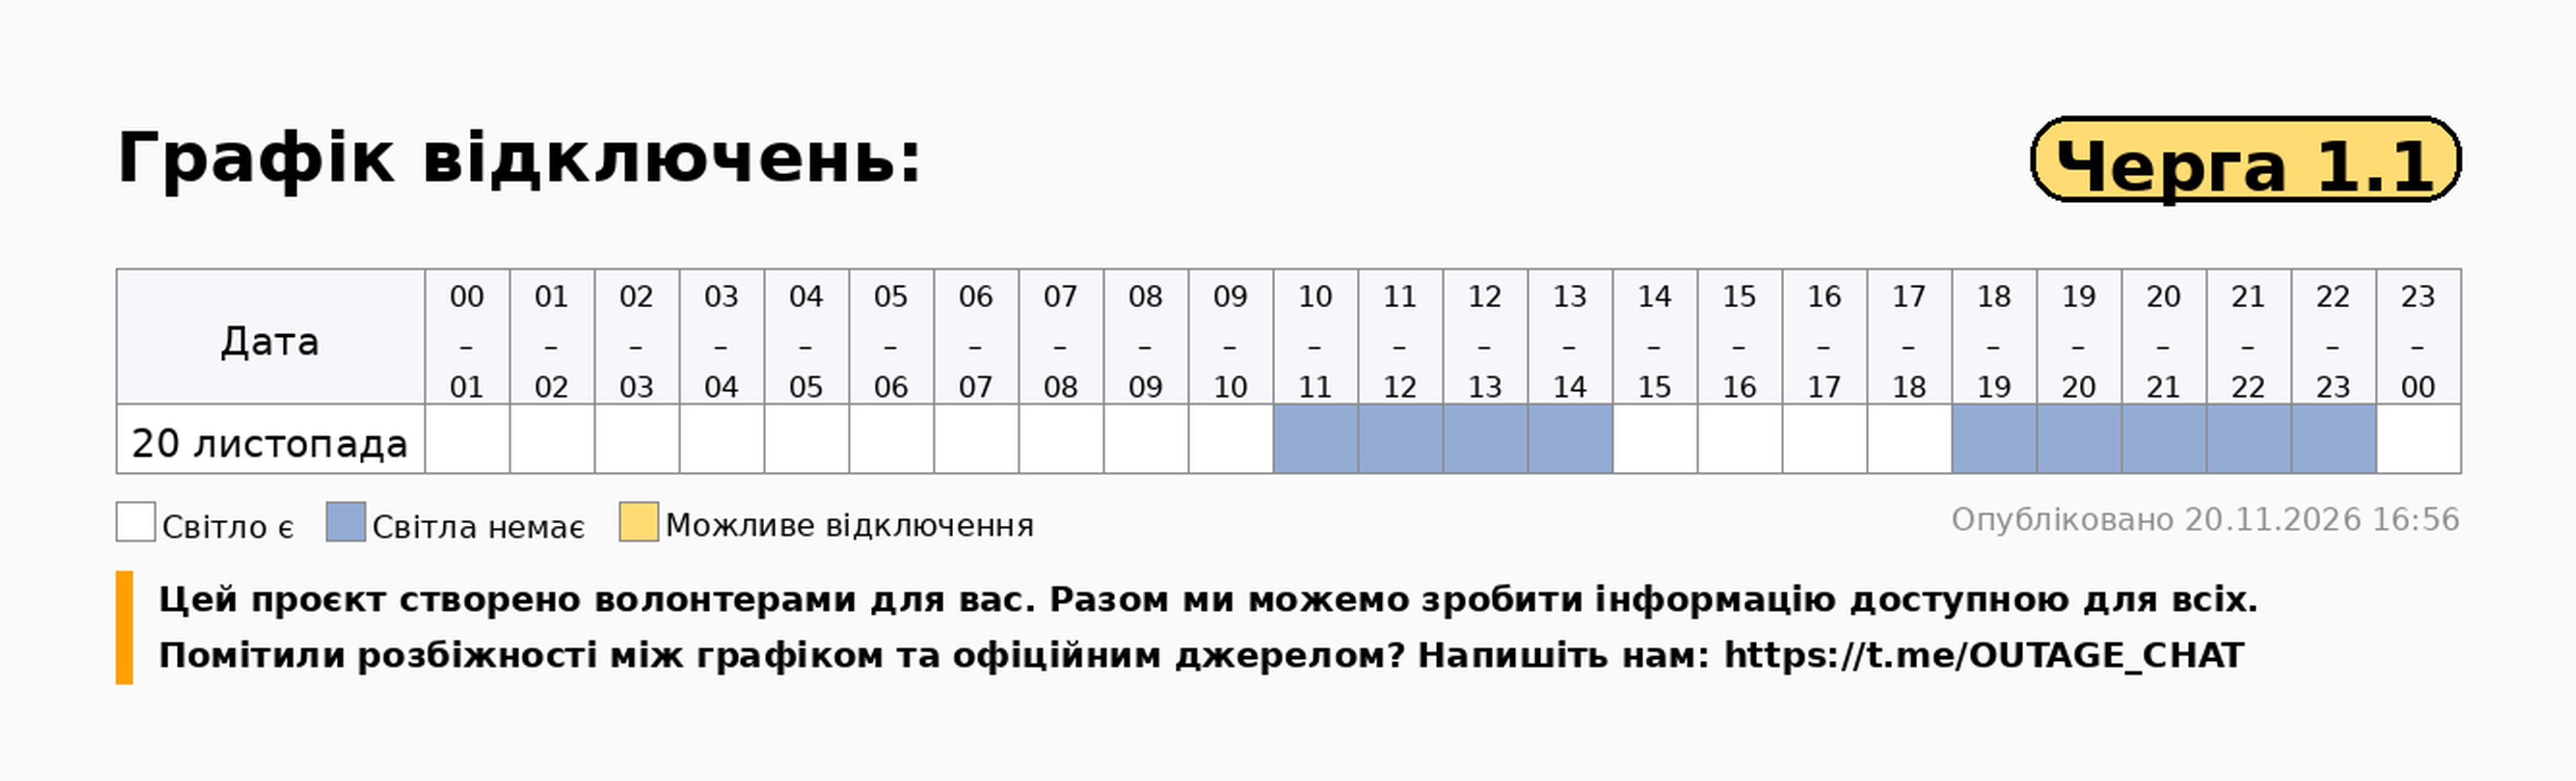 Графік відключень:
Черга 1.1
Дата 00 – 01 01 – 02 02 – 03 03 – 04 04 – 05 05 – 06 06 – 07 07 – 08 08 – 09 09 – 10 10 – 11 11 – 12 12 – 13 13 – 14 14 – 15 15 – 16 16 – 17 17 – 18 18 – 19 19 – 20 20 – 21 21 – 22 22 – 23 23 – 00
20 листопада
Світло є Світла немає Можливе відключення
Опубліковано 20.11.2026 16:56
Цей проєкт створено волонтерами для вас. Разом ми можемо зробити інформацію доступною для всіх.
Помітили розбіжності між графіком та офіційним джерелом? Напишіть нам: https://t.me/OUTAGE_CHAT